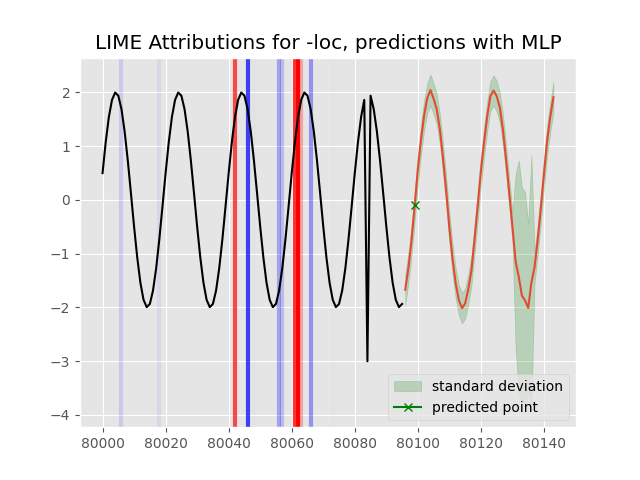 LIME Attributions for -loc, predictions with MLP
2
1
0
−1
−2
−3
−4
standard deviation
predicted point
80000 80020 80040 80060 80080 80100 80120 80140